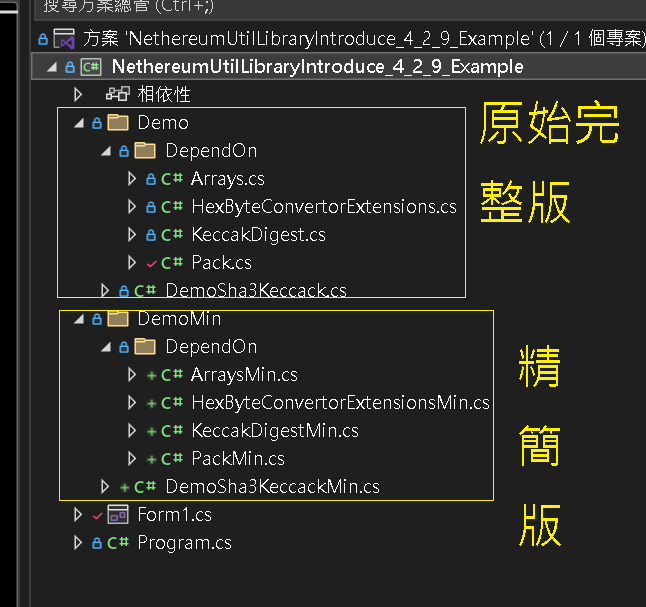 搜尋方案總管 (Ctrl+;)
方案 'NethereumUtilLibraryIntroduce_4_2_9_Example' (1 / 1 個專案)
NethereumUtilLibraryIntroduce_4_2_9_Example
相依性
Demo
DependOn
Arrays.cs
HexByteConvertorExtensions.cs
KeccakDigest.cs
Pack.cs
DemoSha3Keccack.cs
原始完
整版
DemoMin
DependOn
ArraysMin.cs
HexByteConvertorExtensionsMin.cs
KeccakDigestMin.cs
PackMin.cs
DemoSha3KeccackMin.cs
精
簡
版
Form1.cs
Program.cs